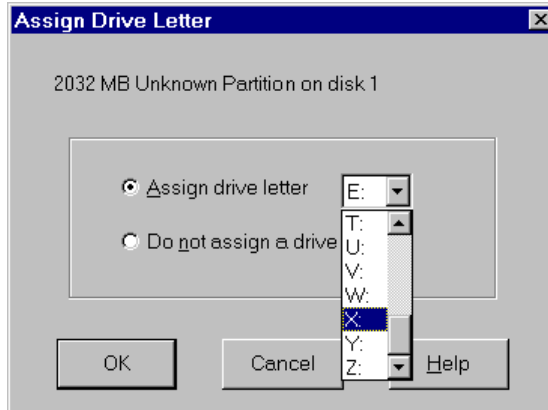 Assign Drive Letter
2032 MB Unknown Partition on disk 1
Assign drive letter E:
Do not assign a drive
T:
U:
V:
W:
X:
Y:
Z:
OK Cancel Help